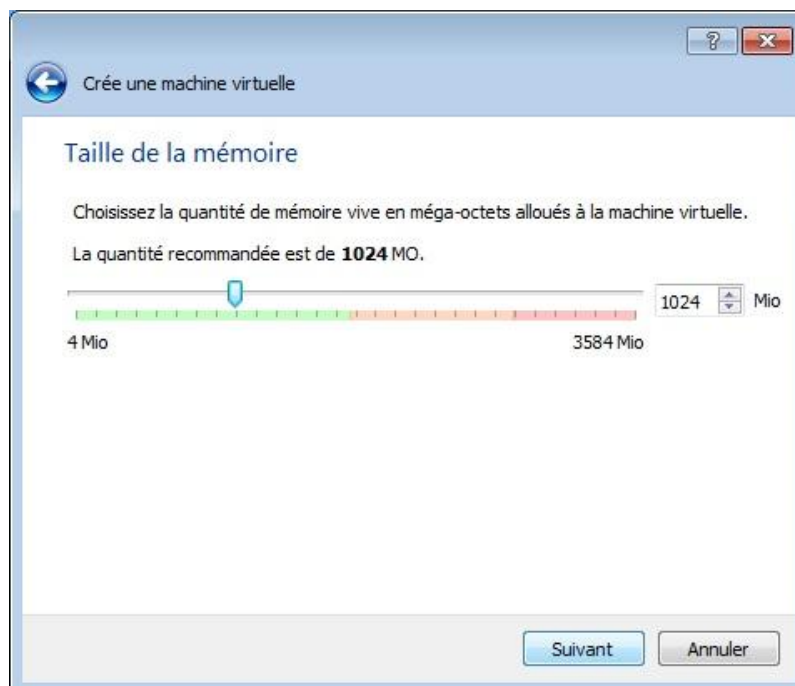 ?
Crée une machine virtuelle
Taille de la mémoire
Choisissez la quantité de mémoire vive en méga-octets alloués à la machine virtuelle.
La quantité recommandée est de 1024 MO.
1024 Mio
4 Mio 3584 Mio
Suivant Annuler